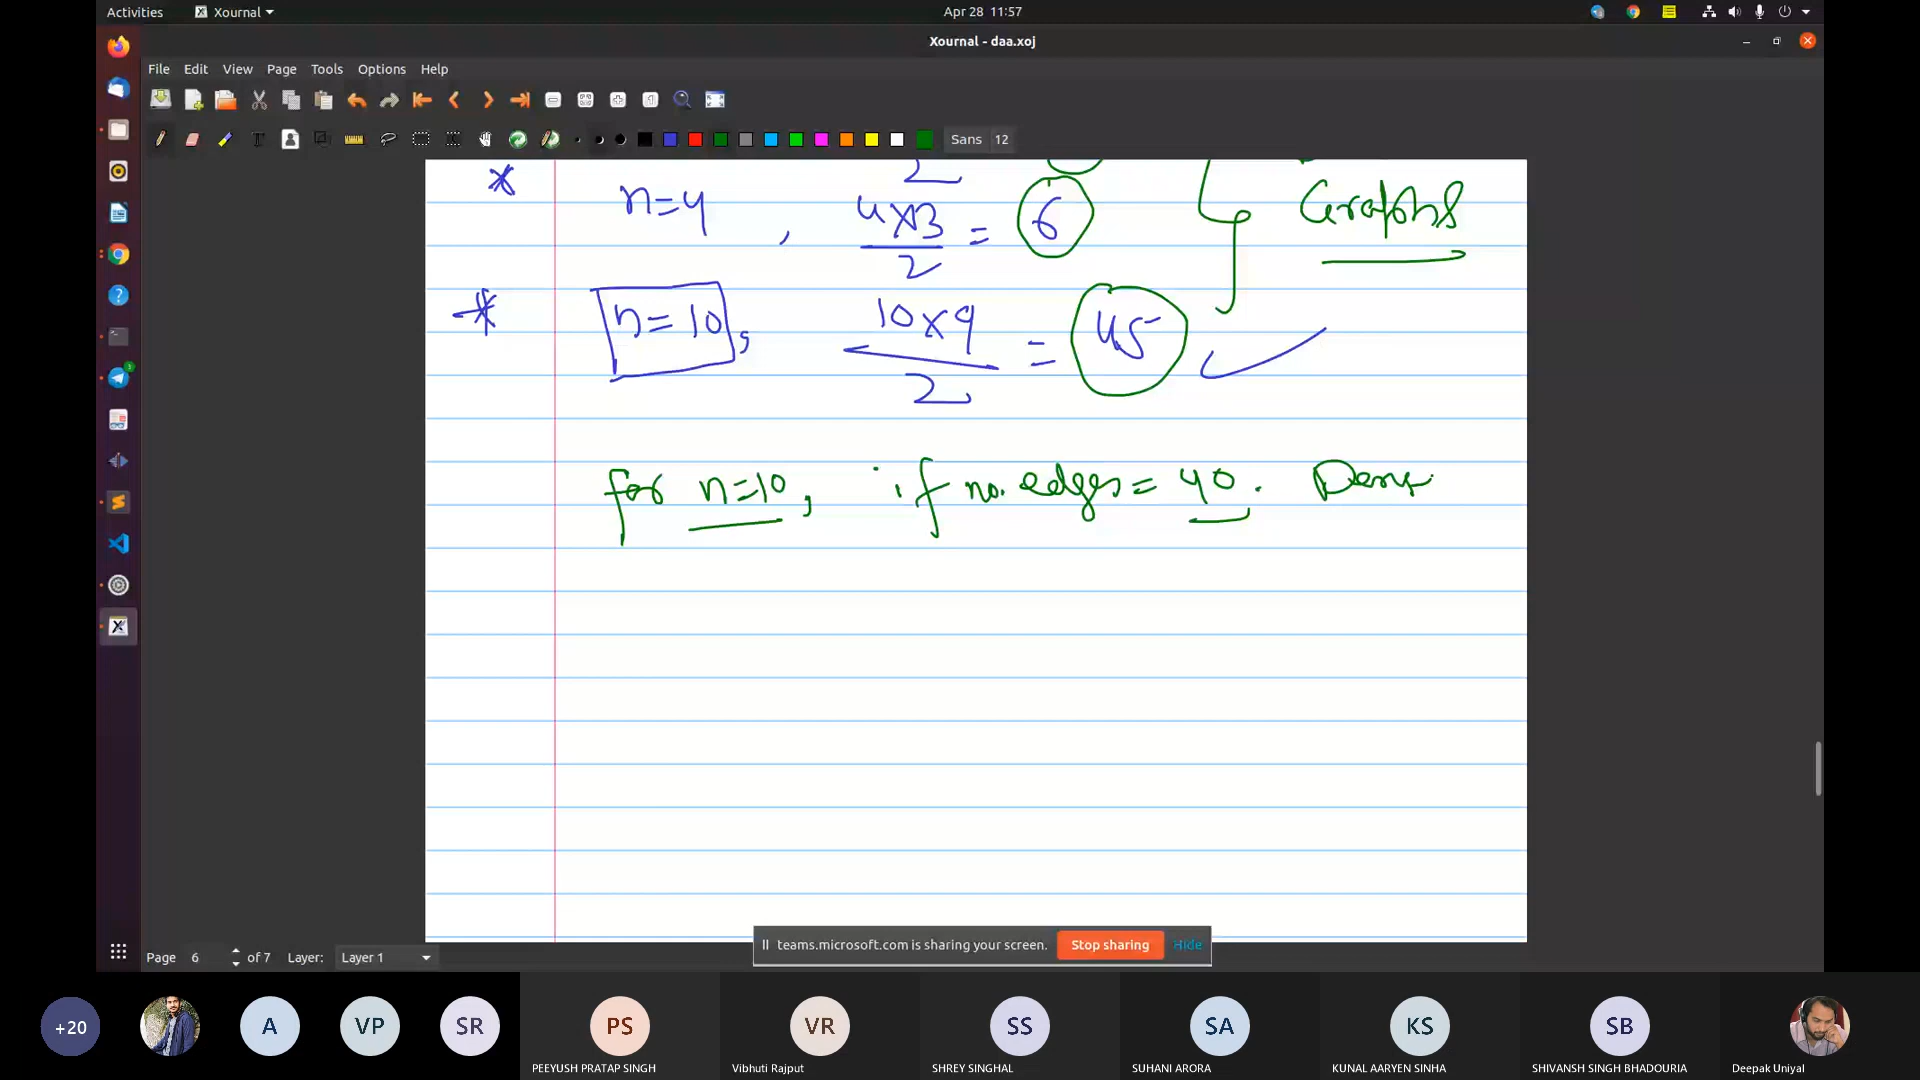 Activities Xournal Apr 28 11:57
Xournal - daa.xoj
File Edit View Page Tools Options Help
Sans 12
2
* n=4 , 4X3 = 6 Graphs
2
* n=10, 10x9 = 45
2
for n=10, if no. edges = 40. Dens
teams.microsoft.com is sharing your screen. Stop sharing Hide
Page 6 of 7 Layer: Layer 1
+20 A VP SR PS VR SS SA KS SB
PEEYUSH PRATAP SINGH Vibhuti Rajput SHREY SINGHAL SUHANI ARORA KUNAL AARYEN SINHA SHIVANSH SINGH BHADOURIA Deepak Uniyal